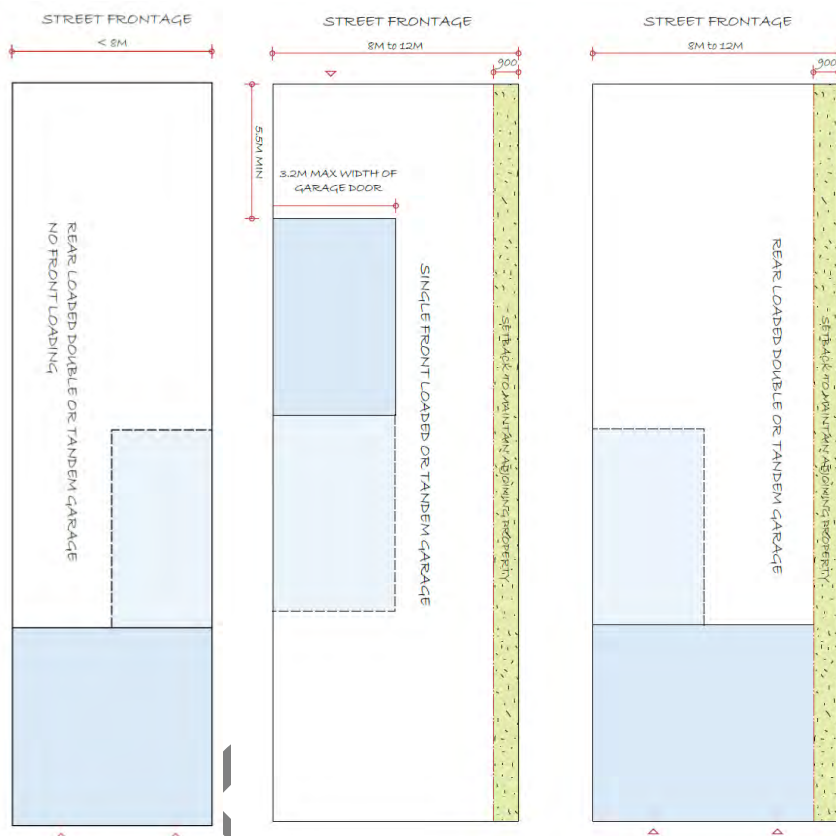 STREET FRONTAGE
< 8M
REAR LOADED DOUBLE OR TANDEM GARAGE
NO FRONT LOADING
STREET FRONTAGE
8M to 12M
900
5.5M MIN
3.2M MAX WIDTH OF
GARAGE DOOR
SINGLE FRONT LOADED OR TANDEM GARAGE
SETBACK TO MAINTAIN ADJOINING PROPERTY
STREET FRONTAGE
8M to 12M
900
REAR LOADED DOUBLE OR TANDEM GARAGE
SETBACK TO MAINTAIN ADJOINING PROPERTY